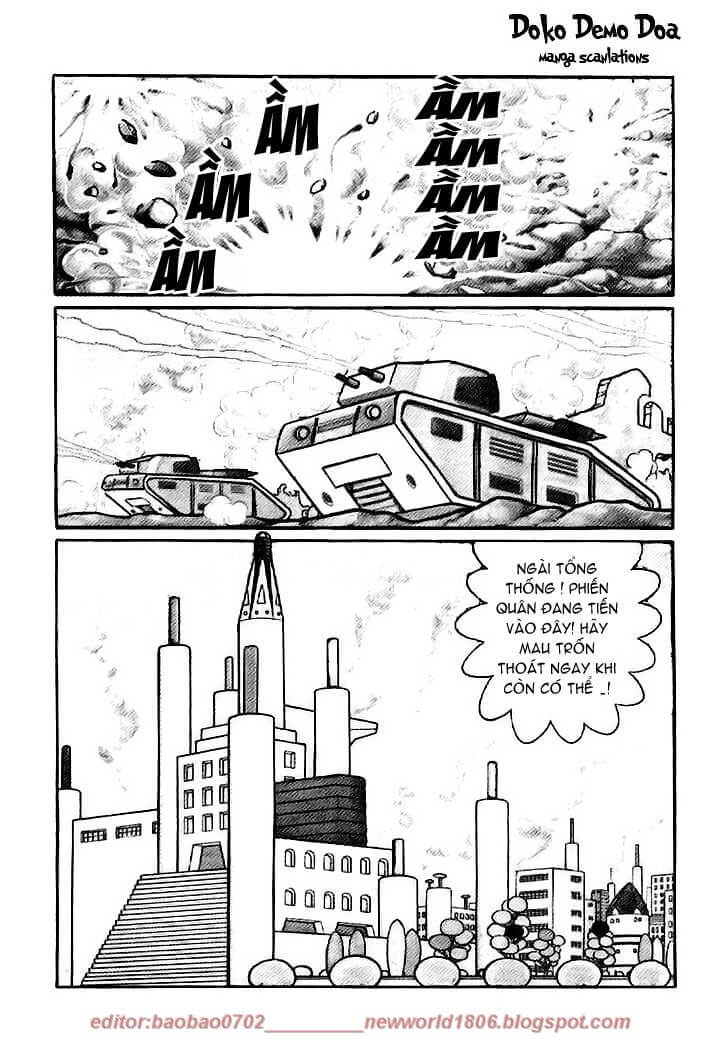 Doko Demo Doa
manga scanlations
ẦM
ẦM
ẦM
ẦM
ẦM
ẦM
ẦM
ẦM
NGÀI TỔNG
THỐNG ! PHIẾN
QUÂN ĐANG TIẾN
VÀO ĐÂY! HÃY
MAU TRỐN
THOÁT NGAY KHI
CÒN CÓ THỂ ..!
editor:baobao0702__________newworld1806.blogspot.com